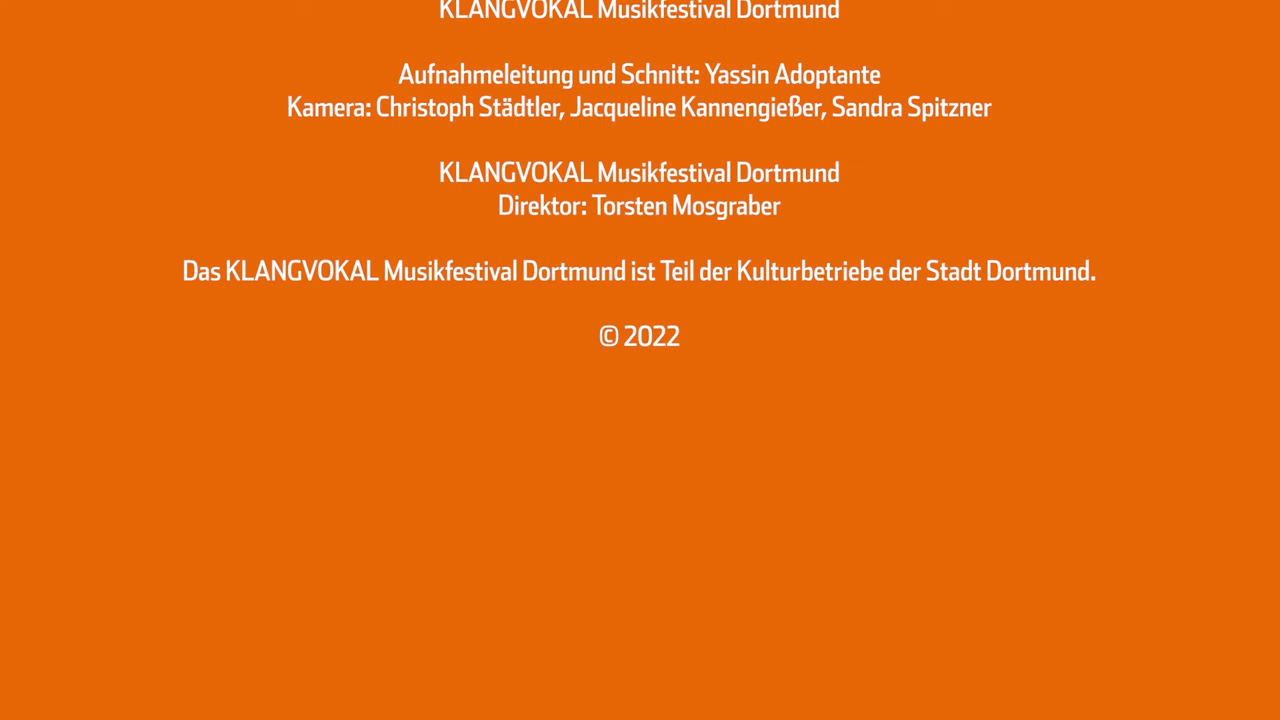 KLANGVOKAL Musikfestival Dortmund
Aufnahmeleitung und Schnitt: Yassin Adoptante
Kamera: Christoph Städtler, Jacqueline Kannengießer, Sandra Spitzner
KLANGVOKAL Musikfestival Dortmund
Direktor: Torsten Mosgraber
Das KLANGVOKAL Musikfestival Dortmund ist Teil der Kulturbetriebe der Stadt Dortmund.
© 2022